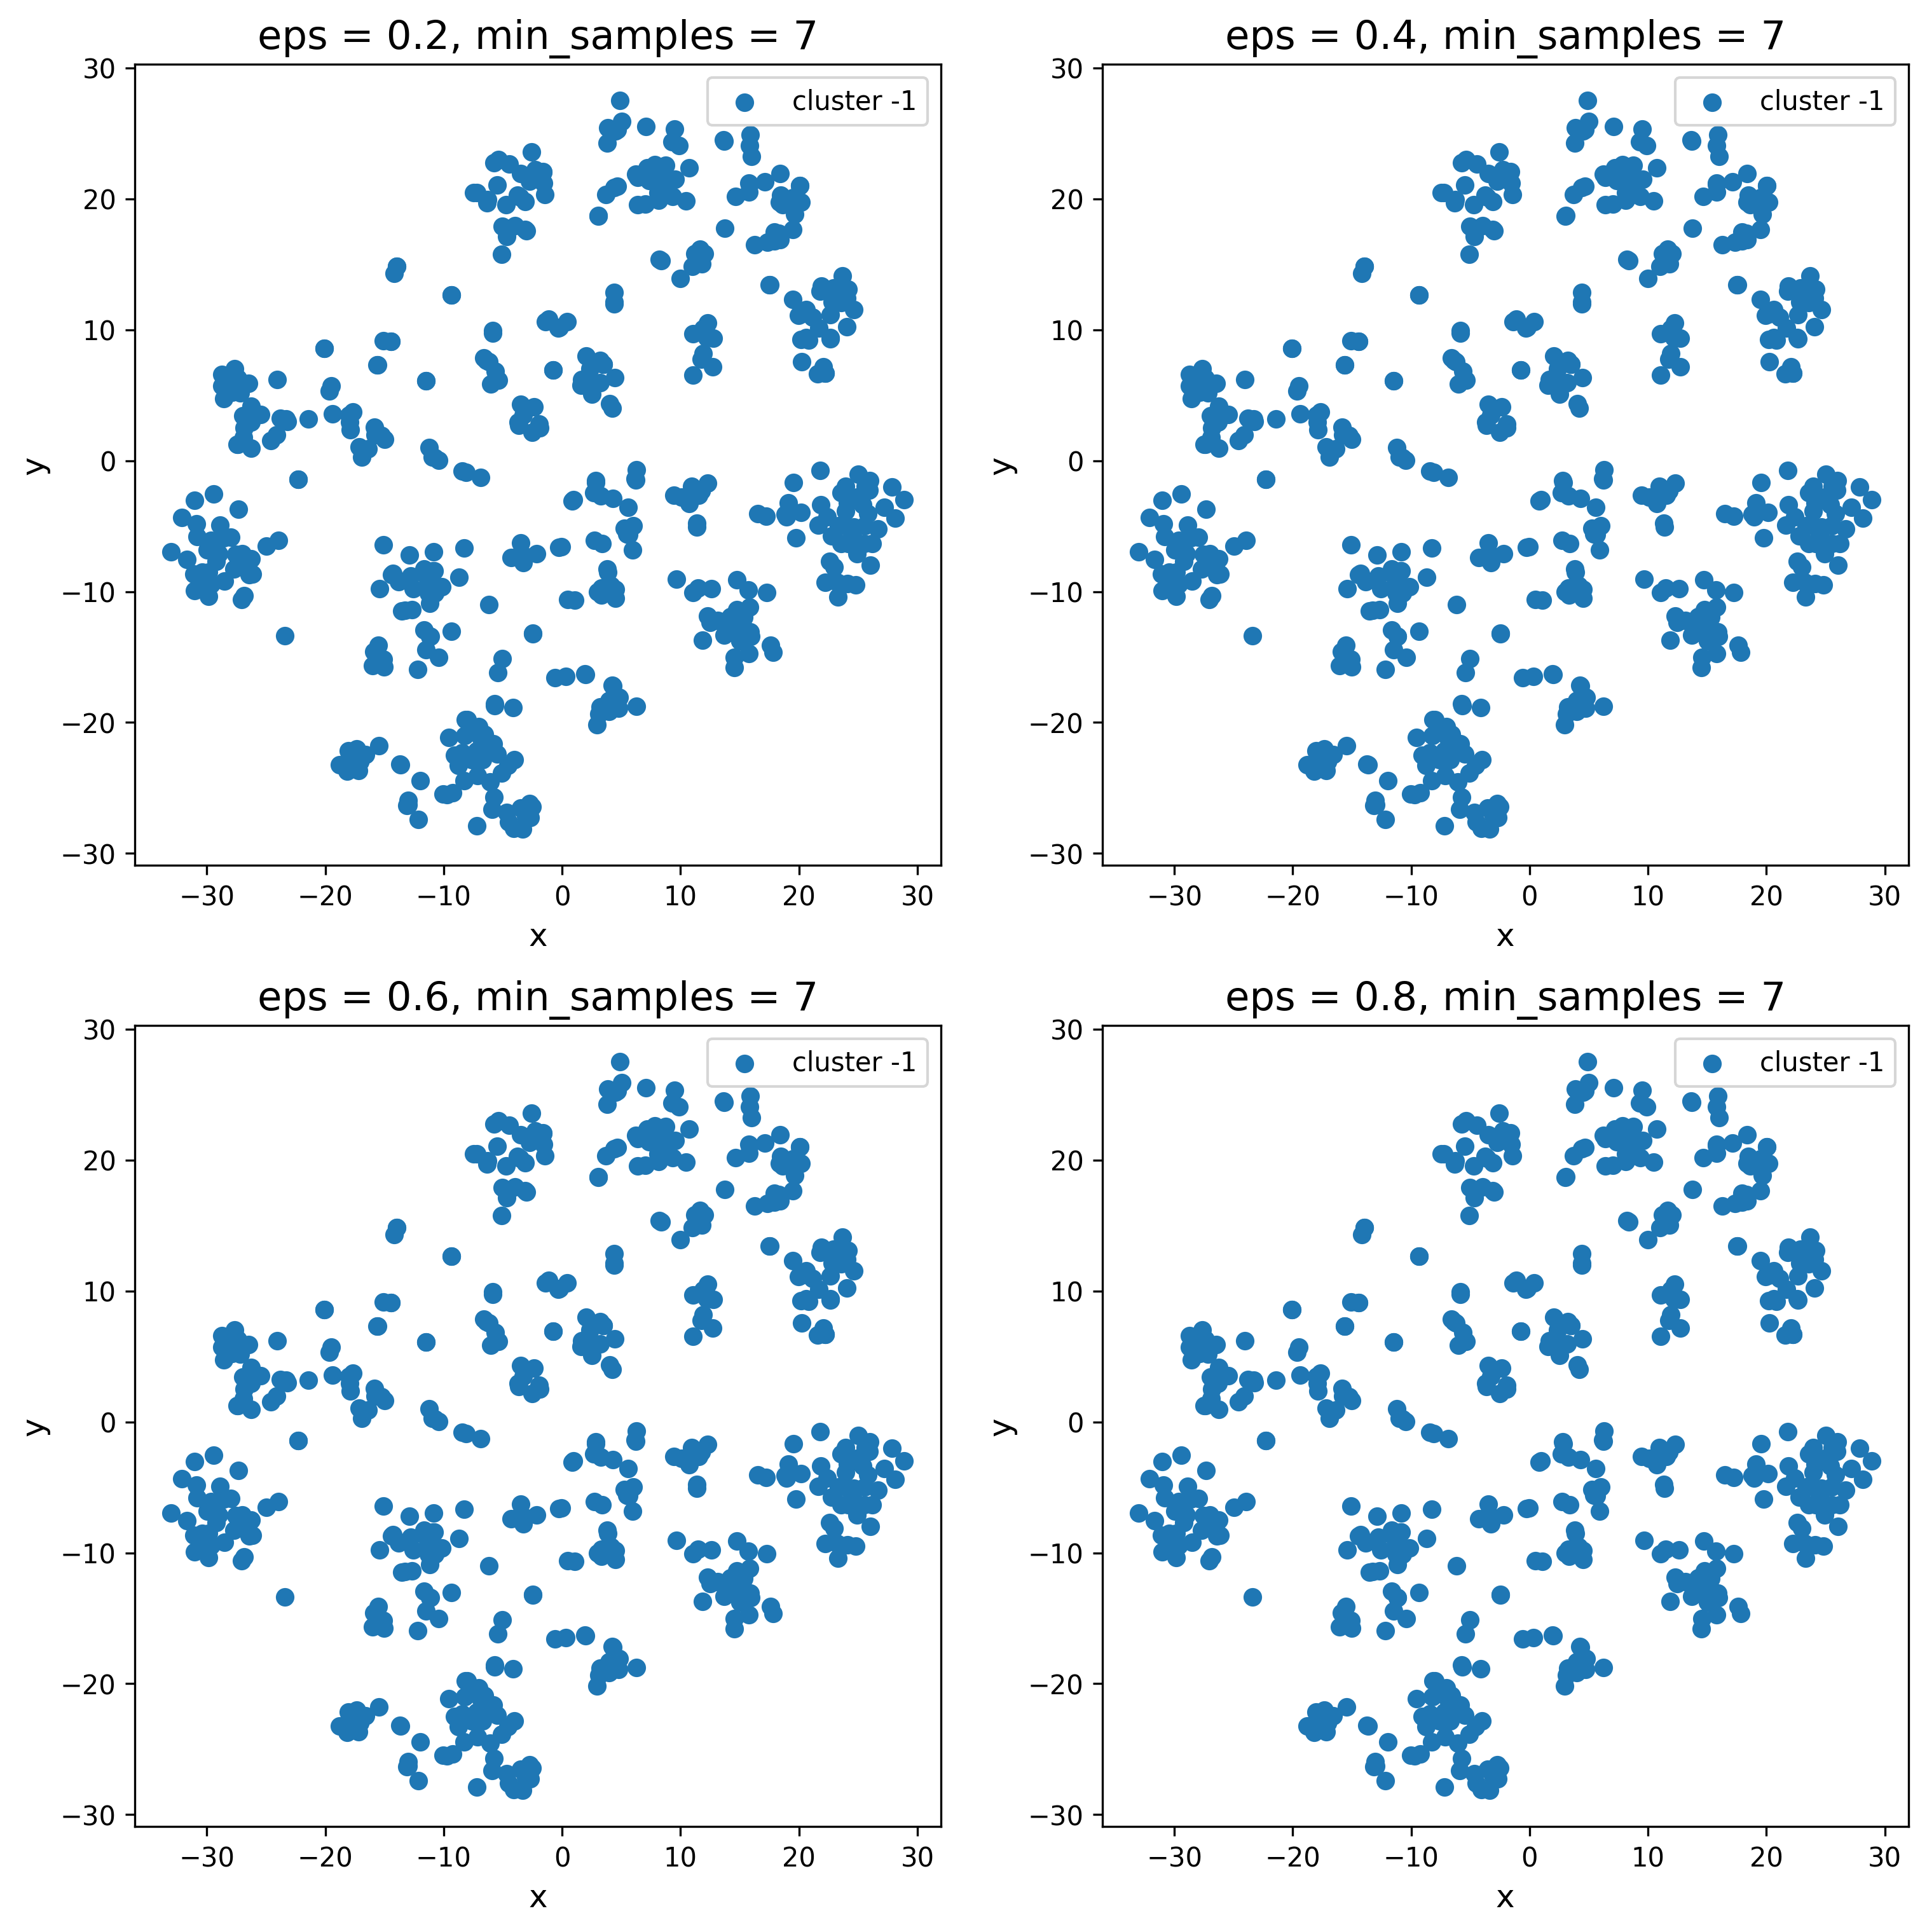 eps = 0.2, min_samples = 7
cluster -1
30
20
10
0
−10
−20
−30
y
−30 −20 −10 0 10 20 30
x
eps = 0.4, min_samples = 7
cluster -1
30
20
10
0
−10
−20
−30
y
−30 −20 −10 0 10 20 30
x
eps = 0.6, min_samples = 7
cluster -1
30
20
10
0
−10
−20
−30
y
−30 −20 −10 0 10 20 30
x
eps = 0.8, min_samples = 7
cluster -1
30
20
10
0
−10
−20
−30
y
−30 −20 −10 0 10 20 30
x